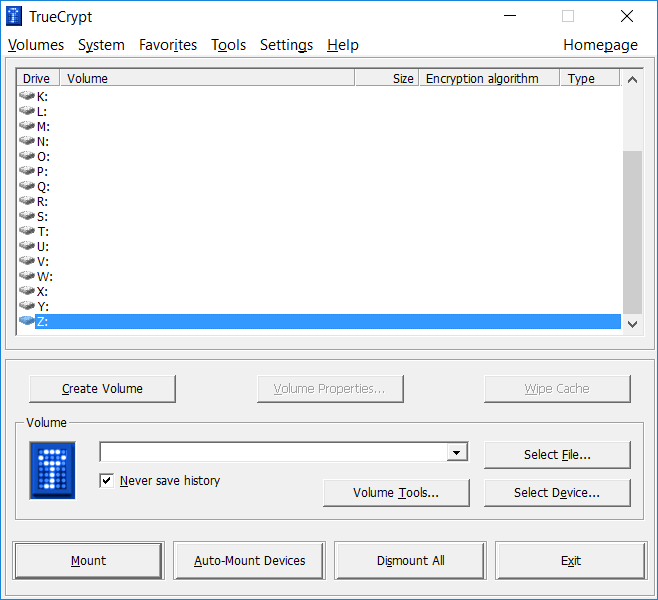 TrueCrypt
Volumes System Favorites Tools Settings Help Homepage
Drive Volume Size Encryption algorithm Type
K:
L:
M:
N:
O:
P:
Q:
R:
S:
T:
U:
V:
W:
X:
Y:
Z:
Create Volume Volume Properties... Wipe Cache
Volume
Select File...
Never save history
Volume Tools... Select Device...
Mount Auto-Mount Devices Dismount All Exit